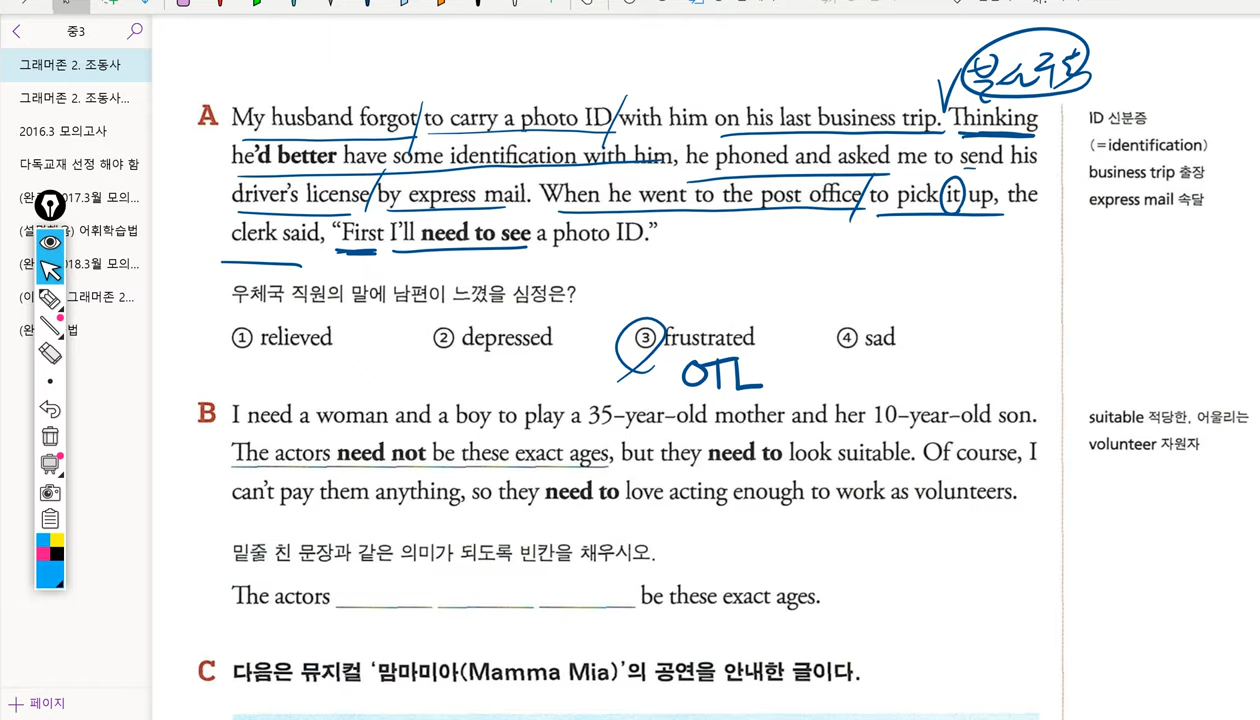 중3
그래머존 2. 조동사
그래머존 2. 조동사...
2016.3 모의고사
다독교재 선정 해야 함
2017.3월 모의...
어휘학습법
018.3월 모의...
그래머존 2...
법
페이지
분사구문
A My husband forgot to carry a photo ID with him on his last business trip. Thinking
he'd better have some identification with him, he phoned and asked me to send his
driver's license by express mail. When he went to the post office to pick it up, the
clerk said, “First I'll need to see a photo ID.”
ID 신분증
(=identification)
business trip 출장
express mail 속달
우체국 직원의 말에 남편이 느꼈을 심정은?
① relieved ② depressed ③ frustrated ④ sad
OTL
B I need a woman and a boy to play a 35-year-old mother and her 10-year-old son.
The actors need not be these exact ages, but they need to look suitable. Of course, I
can't pay them anything, so they need to love acting enough to work as volunteers.
suitable 적당한, 어울리는
volunteer 자원자
밑줄 친 문장과 같은 의미가 되도록 빈칸을 채우시오.
The actors ______ ______ ______ be these exact ages.
C 다음은 뮤지컬 ‘맘마미아(Mamma Mia)’의 공연을 안내한 글이다.